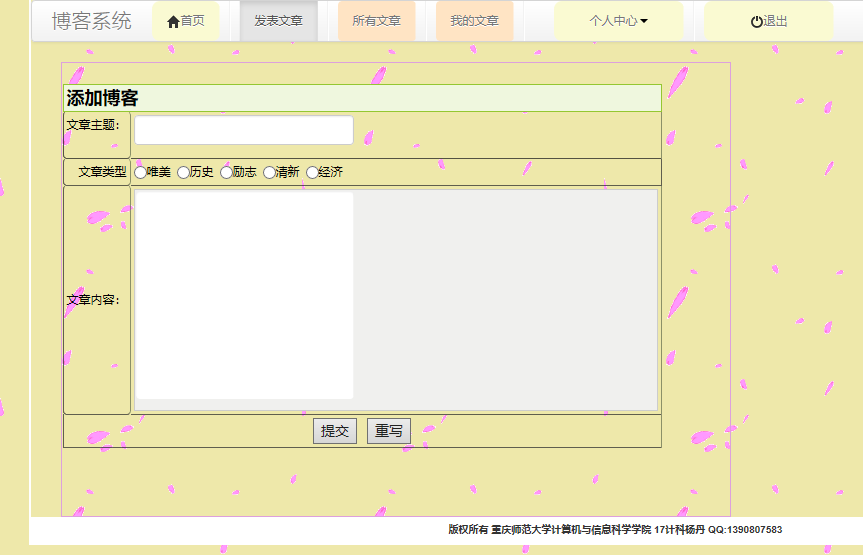 博客系统 首页 发表文章 所有文章 我的文章 个人中心 退出
添加博客
文章主题：
文章类型 唯美 历史 励志 清新 经济
文章内容：
提交 重写
版权所有 重庆师范大学计算机与信息科学学院 17计科杨丹 QQ:1390807583